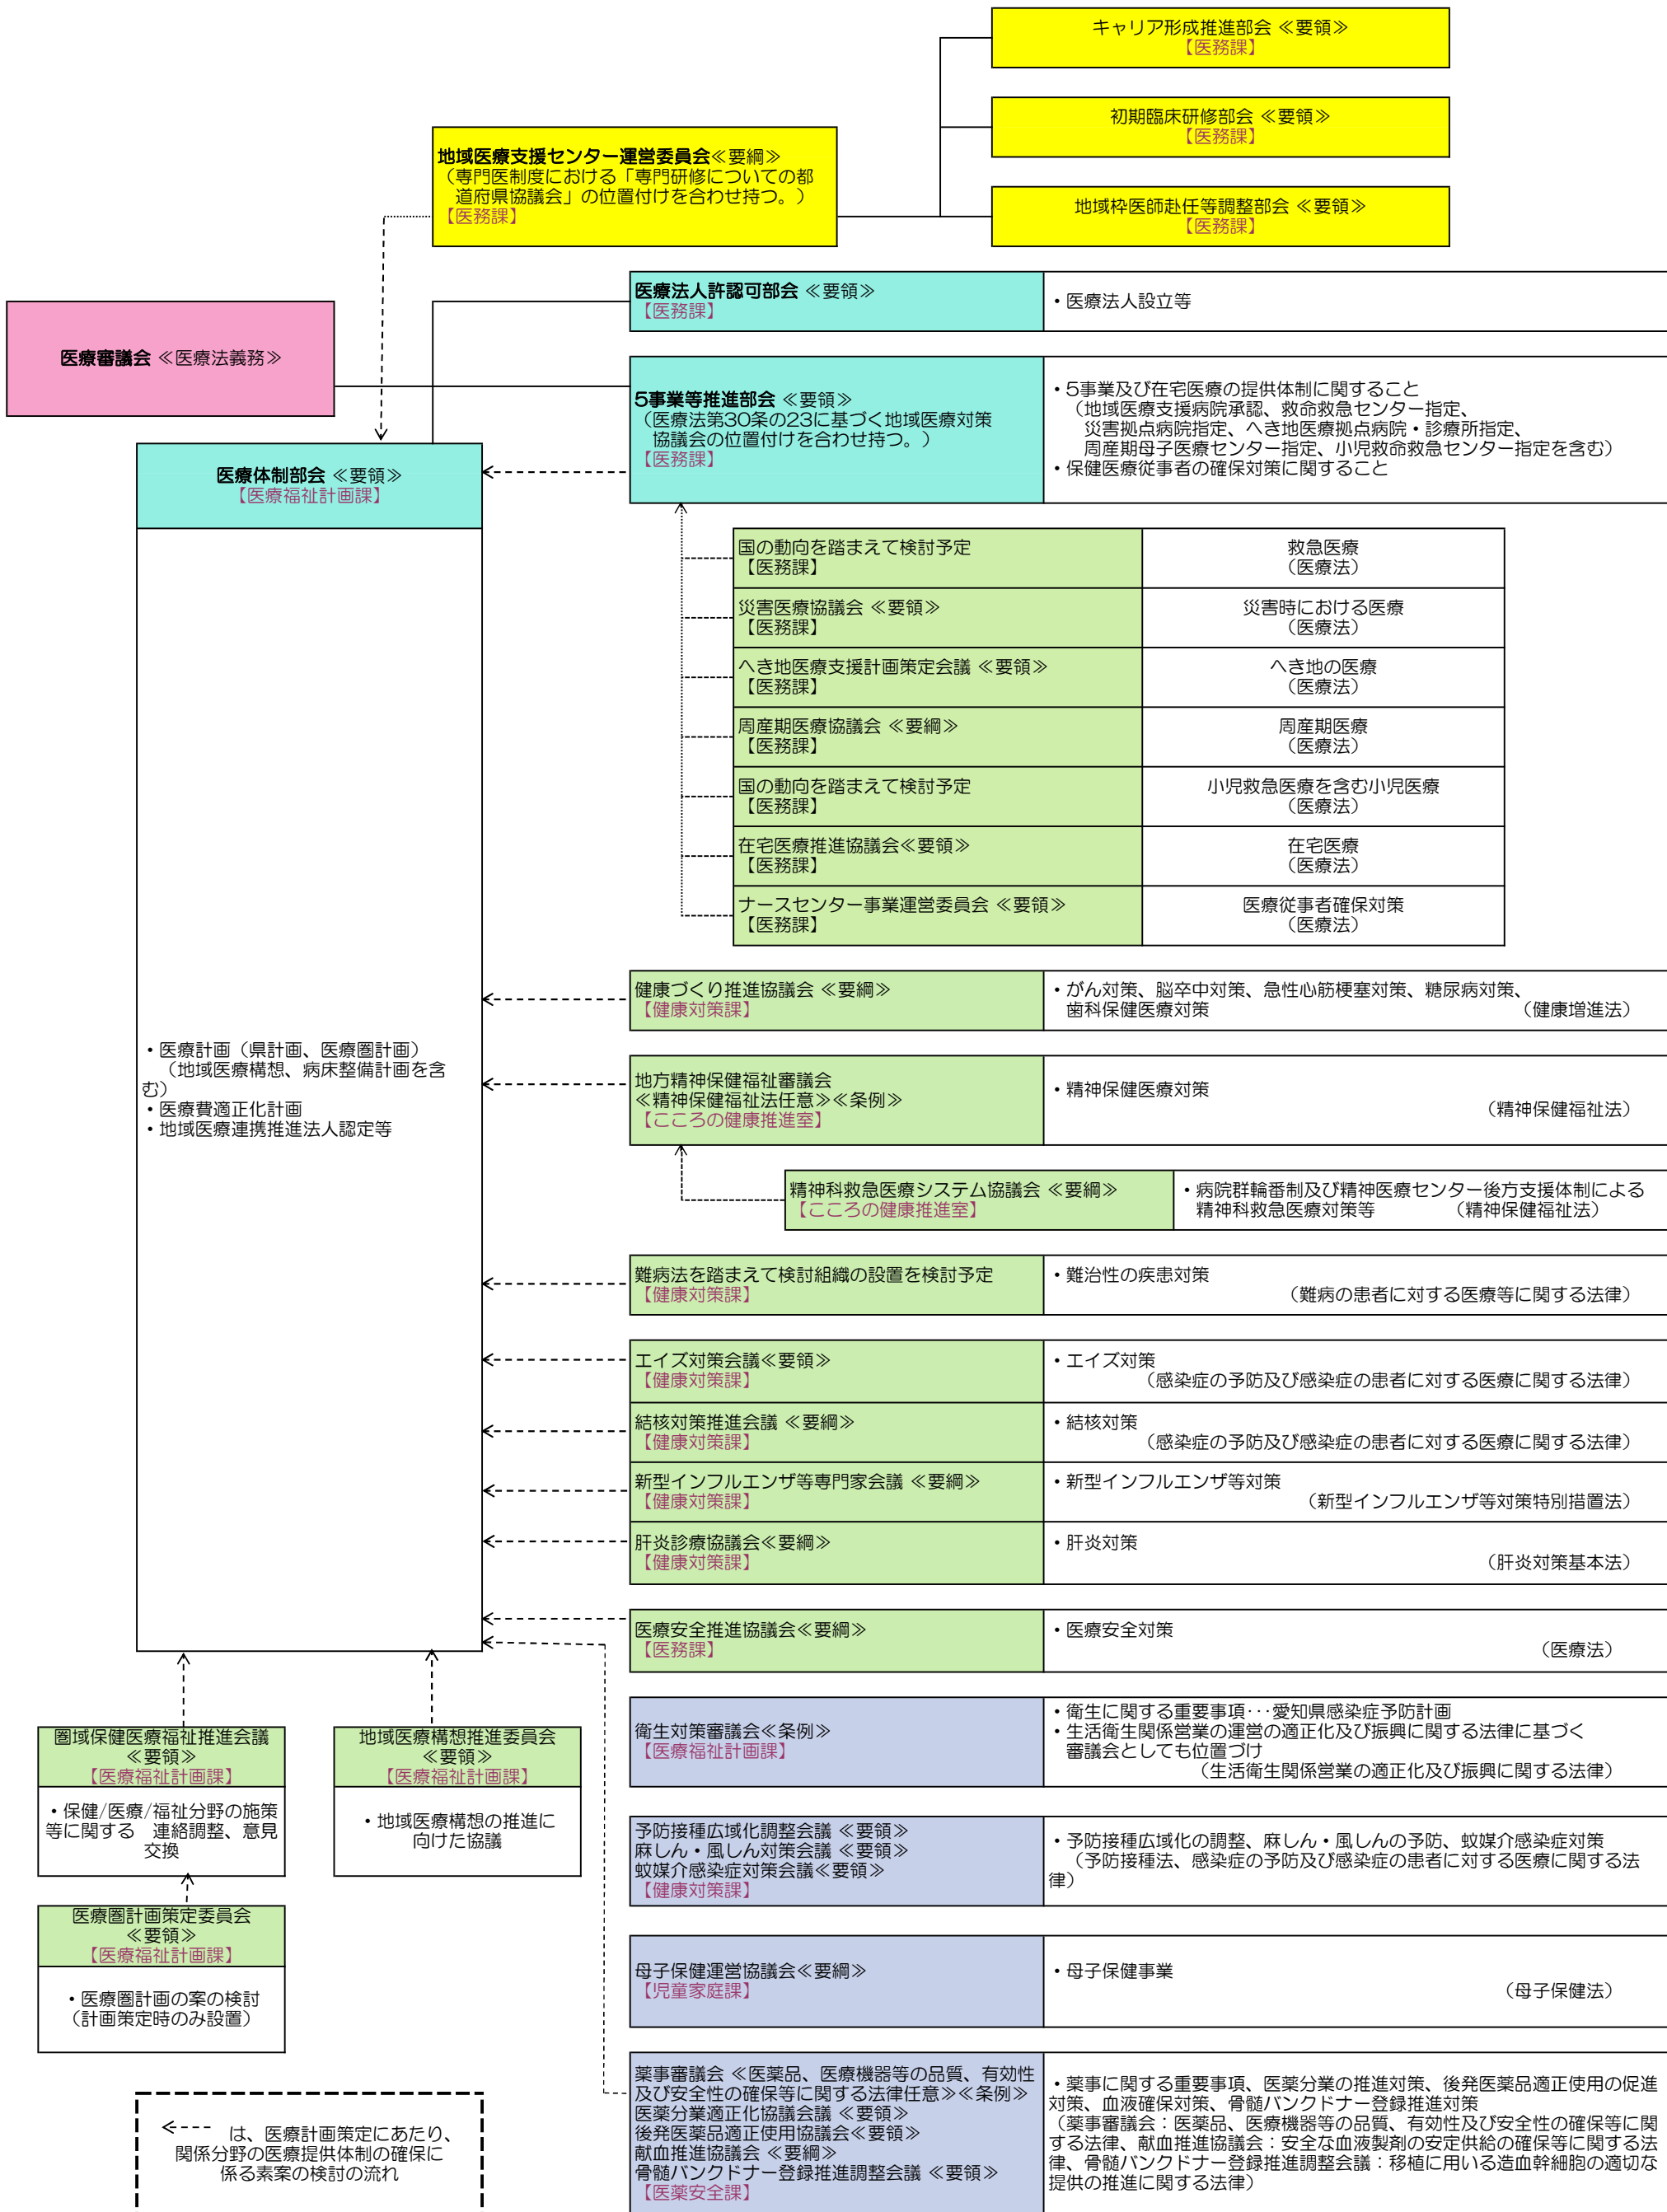 キャリア形成推進部会 ≪要領≫
【医務課】
初期臨床研修部会 ≪要領≫
【医務課】
地域医療支援センター運営委員会≪要綱≫
（専門医制度における「専門研修についての都
道府県協議会」の位置付けを合わせ持つ。）
【医務課】
地域枠医師赴任等調整部会 ≪要領≫
【医務課】
医療法人許認可部会 ≪要領≫
【医務課】
・医療法人設立等
医療審議会 ≪医療法義務≫
5事業等推進部会 ≪要領≫
（医療法第30条の23に基づく地域医療対策
協議会の位置付けを合わせ持つ。）
【医務課】
・5事業及び在宅医療の提供体制に関すること
（地域医療支援病院承認、救命救急センター指定、
災害拠点病院指定、へき地医療拠点病院・診療所指定、
周産期母子医療センター指定、小児救命救急センター指定を含む）
・保健医療従事者の確保対策に関すること
医療体制部会 ≪要領≫
【医療福祉計画課】
国の動向を踏まえて検討予定
【医務課】
救急医療
（医療法）
災害医療協議会 ≪要領≫
【医務課】
災害時における医療
（医療法）
へき地医療支援計画策定会議 ≪要領≫
【医務課】
へき地の医療
（医療法）
周産期医療協議会 ≪要綱≫
【医務課】
周産期医療
（医療法）
国の動向を踏まえて検討予定
【医務課】
小児救急医療を含む小児医療
（医療法）
在宅医療推進協議会≪要領≫
【医務課】
在宅医療
（医療法）
ナースセンター事業運営委員会 ≪要領≫
【医務課】
医療従事者確保対策
（医療法）
健康づくり推進協議会 ≪要綱≫
【健康対策課】
・がん対策、脳卒中対策、急性心筋梗塞対策、糖尿病対策、
歯科保健医療対策 （健康増進法）
・医療計画（県計画、医療圏計画）
（地域医療構想、病床整備計画を含
む）
・医療費適正化計画
・地域医療連携推進法人認定等
地方精神保健福祉審議会
≪精神保健福祉法任意≫≪条例≫
【こころの健康推進室】
・精神保健医療対策
（精神保健福祉法）
精神科救急医療システム協議会 ≪要綱≫
【こころの健康推進室】
・病院群輪番制及び精神医療センター後方支援体制による
精神科救急医療対策等 （精神保健福祉法）
難病法を踏まえて検討組織の設置を検討予定
【健康対策課】
・難治性の疾患対策
（難病の患者に対する医療等に関する法律）
エイズ対策会議≪要領≫
【健康対策課】
・エイズ対策
（感染症の予防及び感染症の患者に対する医療に関する法律）
結核対策推進会議 ≪要綱≫
【健康対策課】
・結核対策
（感染症の予防及び感染症の患者に対する医療に関する法律）
新型インフルエンザ等専門家会議 ≪要綱≫
【健康対策課】
・新型インフルエンザ等対策
（新型インフルエンザ等対策特別措置法）
肝炎診療協議会≪要綱≫
【健康対策課】
・肝炎対策
（肝炎対策基本法）
医療安全推進協議会≪要綱≫
【医務課】
・医療安全対策
（医療法）
衛生対策審議会≪条例≫
【医療福祉計画課】
・衛生に関する重要事項･･･愛知県感染症予防計画
・生活衛生関係営業の運営の適正化及び振興に関する法律に基づく
審議会としても位置づけ
（生活衛生関係営業の適正化及び振興に関する法律）
圏域保健医療福祉推進会議
≪要領≫
【医療福祉計画課】
・保健/医療/福祉分野の施策
等に関する　連絡調整、意見
交換
地域医療構想推進委員会
≪要領≫
【医療福祉計画課】
・地域医療構想の推進に
向けた協議
予防接種広域化調整会議 ≪要領≫
麻しん・風しん対策会議 ≪要領≫
蚊媒介感染症対策会議≪要領≫
【健康対策課】
・予防接種広域化の調整、麻しん・風しんの予防、蚊媒介感染症対策
（予防接種法、感染症の予防及び感染症の患者に対する医療に関する法
律）
医療圏計画策定委員会
≪要領≫
【医療福祉計画課】
・医療圏計画の案の検討
（計画策定時のみ設置）
母子保健運営協議会≪要綱≫
【児童家庭課】
・母子保健事業
（母子保健法）
薬事審議会 ≪医薬品、医療機器等の品質、有効性
及び安全性の確保等に関する法律任意≫≪条例≫
医薬分業適正化協議会議 ≪要領≫
後発医薬品適正使用協議会≪要領≫
献血推進協議会 ≪要綱≫
骨髄バンクドナー登録推進調整会議 ≪要領≫
【医薬安全課】
・薬事に関する重要事項、医薬分業の推進対策、後発医薬品適正使用の促進
対策、血液確保対策、骨髄バンクドナー登録推進対策
（薬事審議会：医薬品、医療機器等の品質、有効性及び安全性の確保等に関
する法律、献血推進協議会：安全な血液製剤の安定供給の確保等に関する法
律、骨髄バンクドナー登録推進調整会議：移植に用いる造血幹細胞の適切な
提供の推進に関する法律）
は、医療計画策定にあたり、
関係分野の医療提供体制の確保に
係る素案の検討の流れ